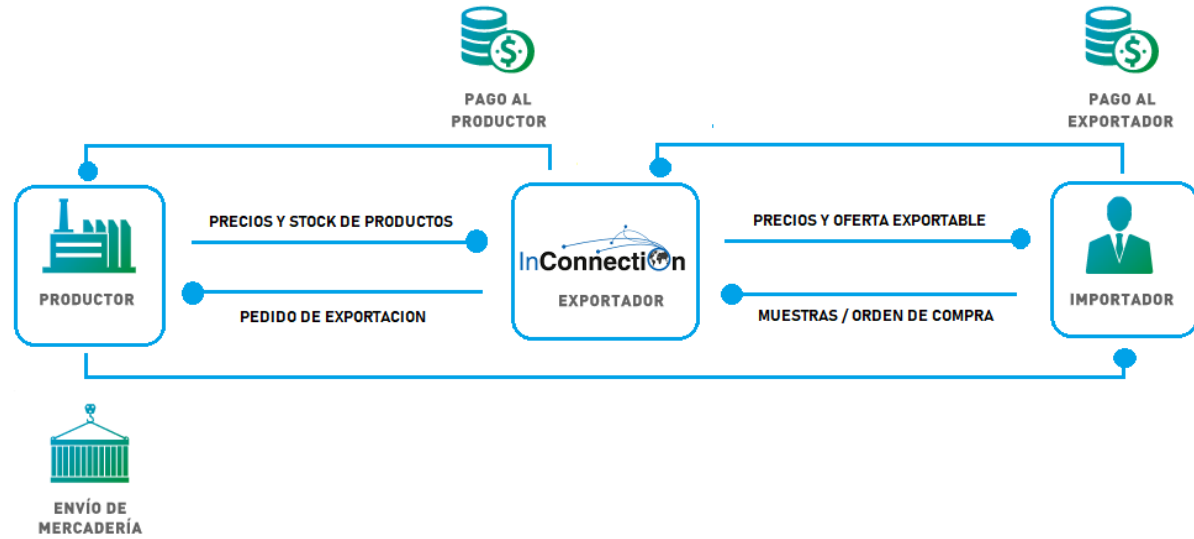 PAGO AL
PRODUCTOR
PAGO AL
EXPORTADOR
PRECIOS Y STOCK DE PRODUCTOS
PRECIOS Y OFERTA EXPORTABLE
InConnection
PRODUCTOR
EXPORTADOR
IMPORTADOR
PEDIDO DE EXPORTACION
MUESTRAS / ORDEN DE COMPRA
ENVÍO DE
MERCADERÍA